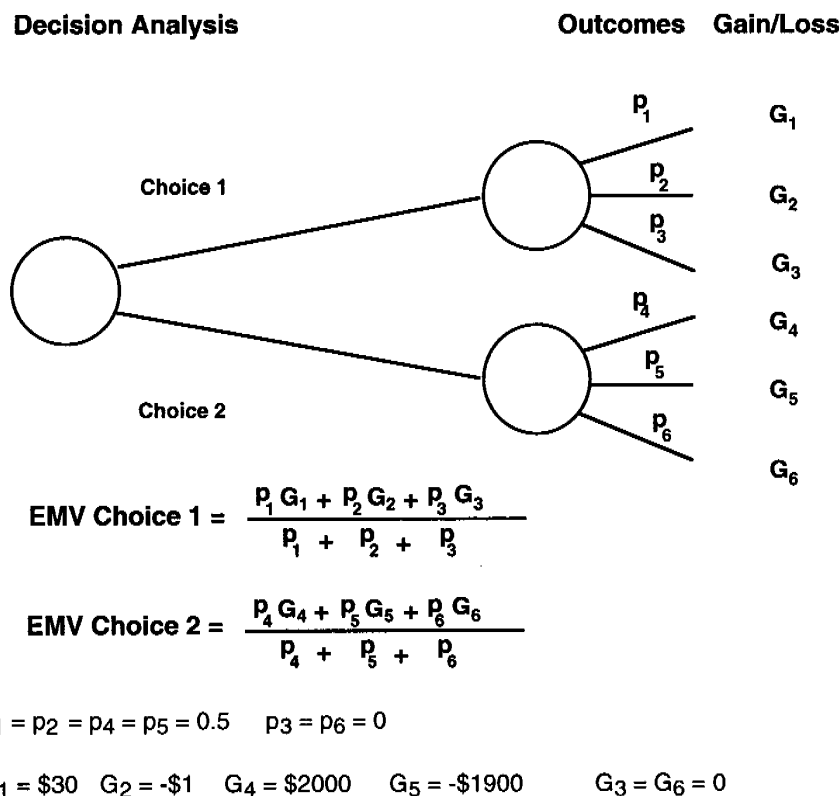 Decision Analysis Outcomes Gain/Loss
p₁ G₁
Choice 1 p₂ G₂
p₃ G₃
p₄ G₄
p₅ G₅
Choice 2 p₆ G₆
EMV Choice 1 = p₁ G₁ + p₂ G₂ + p₃ G₃
p₁ + p₂ + p₃
EMV Choice 2 = p₄ G₄ + p₅ G₅ + p₆ G₆
p₄ + p₅ + p₆
₁ = p₂ = p₄ = p₅ = 0.5 p₃ = p₆ = 0
₁ = $30 G₂ = -$1 G₄ = $2000 G₅ = -$1900 G₃ = G₆ = 0